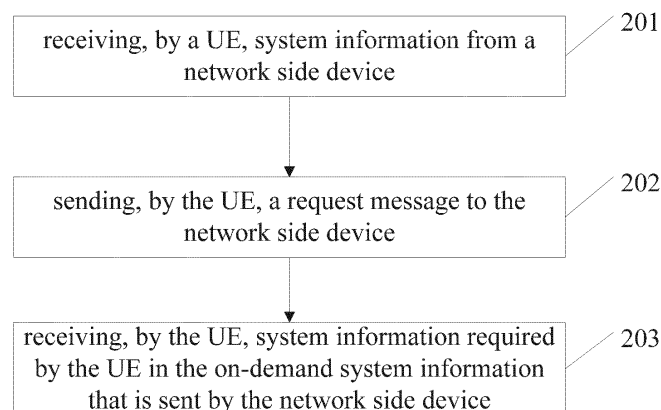 receiving, by a UE, system information from a
network side device
201
sending, by the UE, a request message to the
network side device
202
receiving, by the UE, system information required
by the UE in the on-demand system information
that is sent by the network side device
203